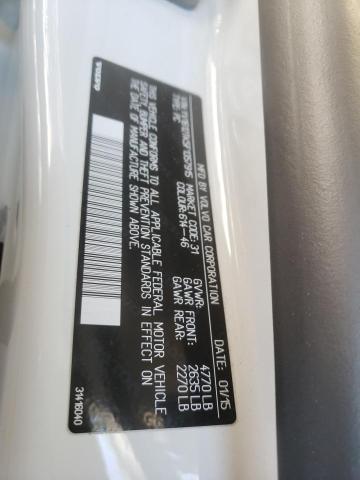 VOLVO
MFD BY VOLVO CAR CORPORATION
DATE: 01/15
GVWR: 4770 LB
GAWR FRONT: 2635 LB
GAWR REAR: 2270 LB
MARKET CODE: 31
COLOUR: 614-46
TYPE: PC
THIS VEHICLE CONFORMS TO ALL APPLICABLE FEDERAL MOTOR VEHICLE
SAFETY, BUMPER AND THEFT PREVENTION STANDARDS IN EFFECT ON
THE DATE OF MANUFACTURE SHOWN ABOVE.
31416040